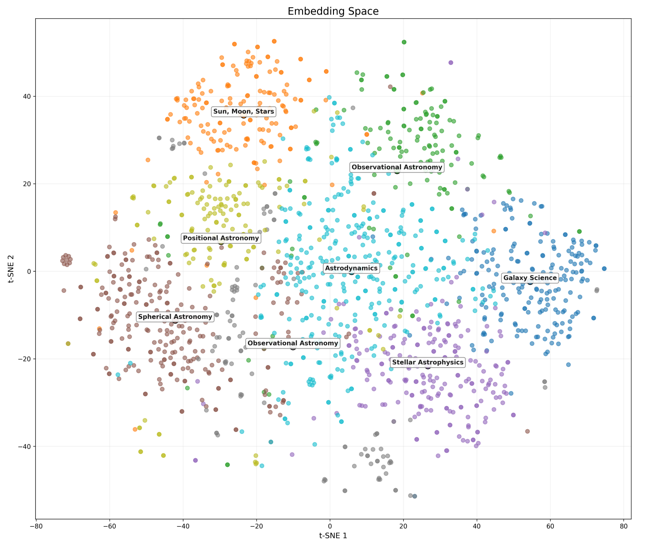 Embedding Space
40
20
0
−20
−40
t-SNE 2
Sun, Moon, Stars
Observational Astronomy
Positional Astronomy
Astrodynamics
Galaxy Science
Spherical Astronomy
Observational Astronomy
Stellar Astrophysics
−80 −60 −40 −20 0 20 40 60 80
t-SNE 1